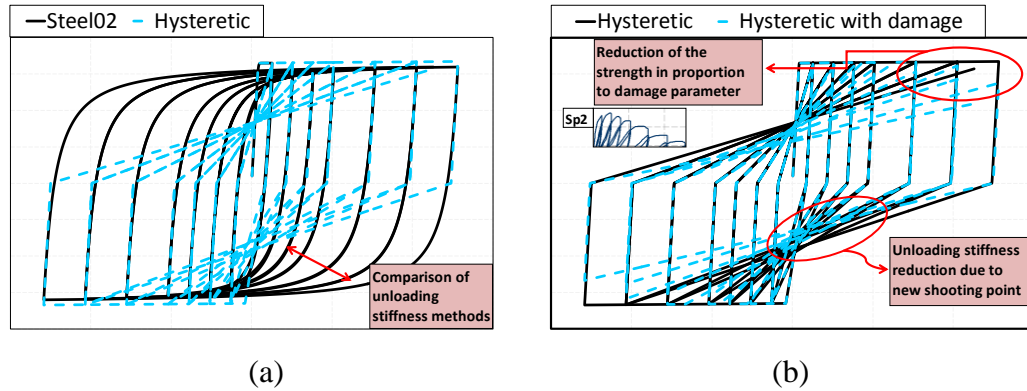 Steel02 Hysteretic
Comparison of
unloading
stiffness methods
(a)
Hysteretic Hysteretic with damage
Reduction of the
strength in proportion
to damage parameter
Sp2
Unloading stiffness
reduction due to
new shooting point
(b)